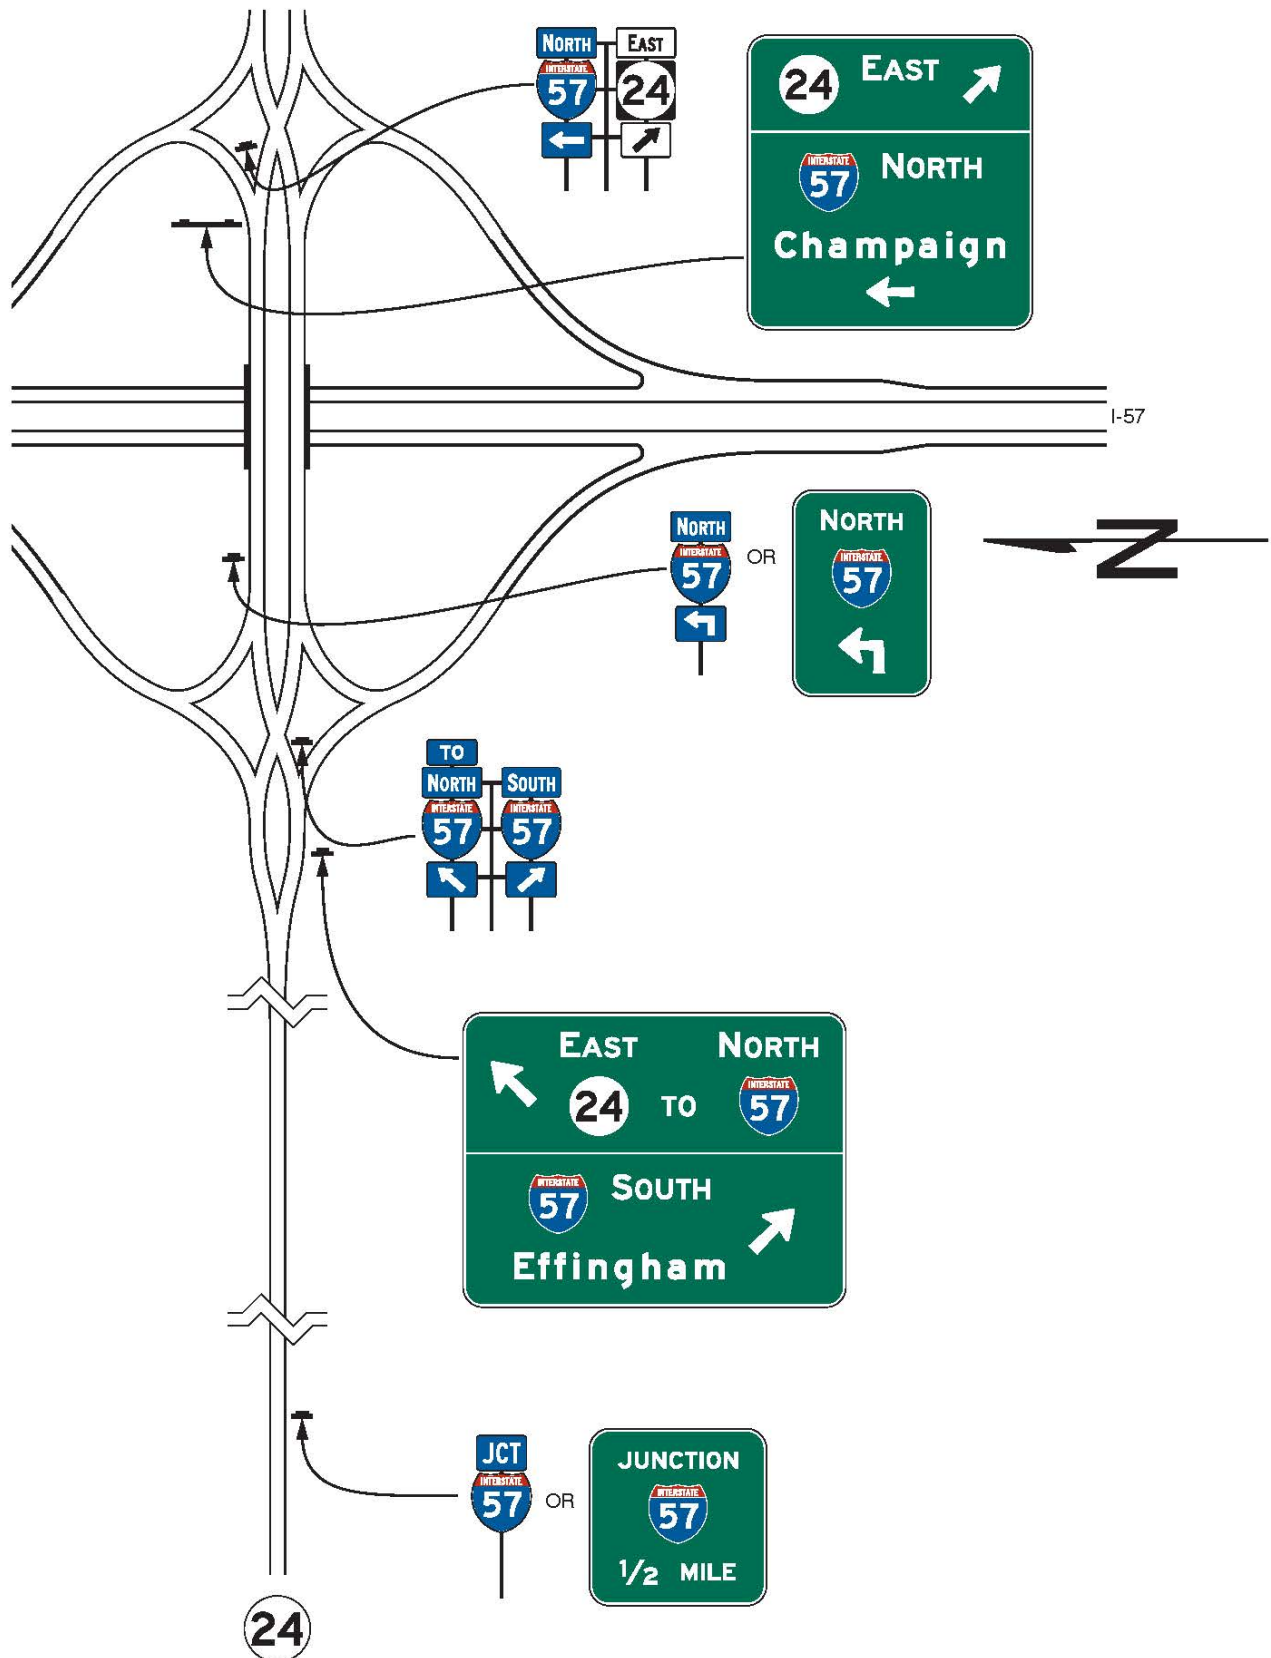 NORTH EAST
INTERSTATE
57 24
24 EAST
INTERSTATE
57 NORTH
Champaign
I-57
NORTH
INTERSTATE
57
OR
NORTH
INTERSTATE
57
N
TO
NORTH SOUTH
INTERSTATE INTERSTATE
57 57
EAST NORTH
24 TO INTERSTATE 57
INTERSTATE
57 SOUTH
Effingham
JCT
INTERSTATE
57
OR
JUNCTION
INTERSTATE
57
1/2 MILE
24